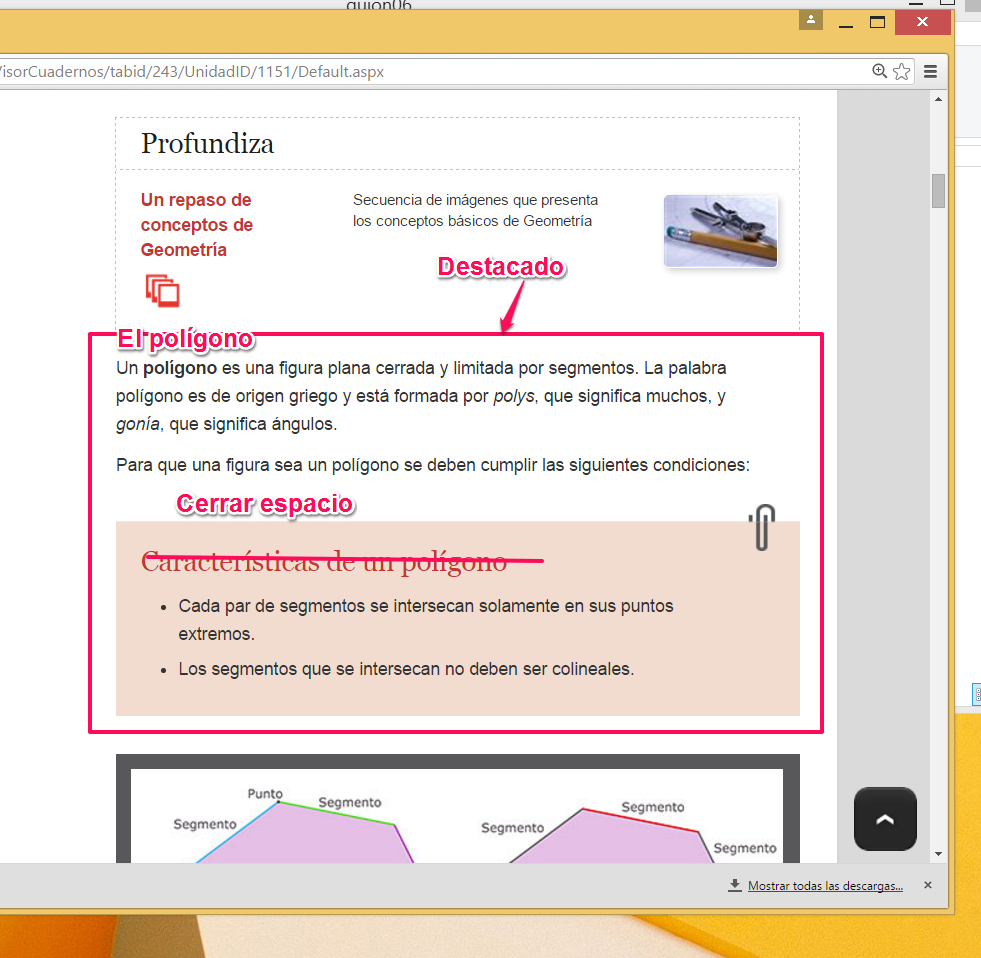 guion06
/isorCuadernos/tabid/243/UnidadID/1151/Default.aspx
Profundiza
Un repaso de
conceptos de
Geometría
Secuencia de imágenes que presenta
los conceptos básicos de Geometría
Destacado
El polígono
Un polígono es una figura plana cerrada y limitada por segmentos. La palabra
polígono es de origen griego y está formada por polys, que significa muchos, y
gonía, que significa ángulos.
Para que una figura sea un polígono se deben cumplir las siguientes condiciones:
Cerrar espacio
Características de un polígono
• Cada par de segmentos se intersecan solamente en sus puntos
extremos.
• Los segmentos que se intersecan no deben ser colineales.
Punto
Segmento
Segmento
Segmento
Segmento
Segmento
Mostrar todas las descargas...